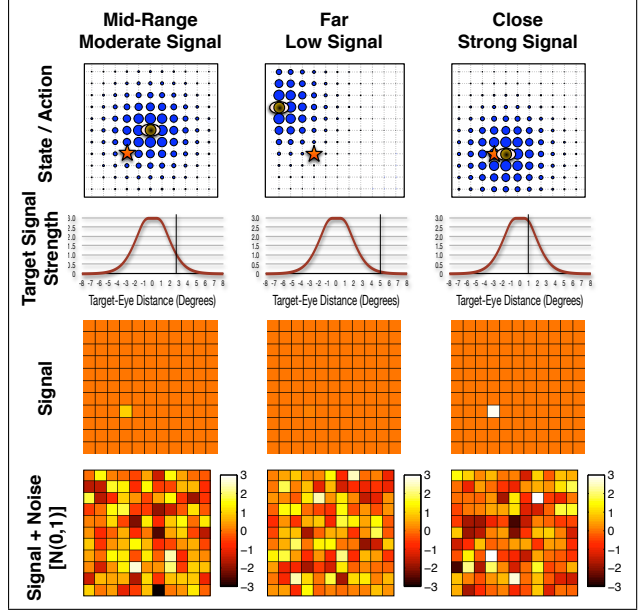 Mid-Range
Moderate Signal
Far
Low Signal
Close
Strong Signal
State / Action
Target Signal
Strength
3.0
2.5
2.0
1.5
1.0
0.5
0
-8 -7 -6 -5 -4 -3 -2 -1 0 1 2 3 4 5 6 7 8
Target-Eye Distance (Degrees)
3.0
2.5
2.0
1.5
1.0
0.5
0
-8 -7 -6 -5 -4 -3 -2 -1 0 1 2 3 4 5 6 7 8
Target-Eye Distance (Degrees)
3.0
2.5
2.0
1.5
1.0
0.5
0
-8 -7 -6 -5 -4 -3 -2 -1 0 1 2 3 4 5 6 7 8
Target-Eye Distance (Degrees)
Signal
Signal + Noise
[N(0,1)]
3
2
1
0
−1
−2
−3
3
2
1
0
−1
−2
−3
3
2
1
0
−1
−2
−3